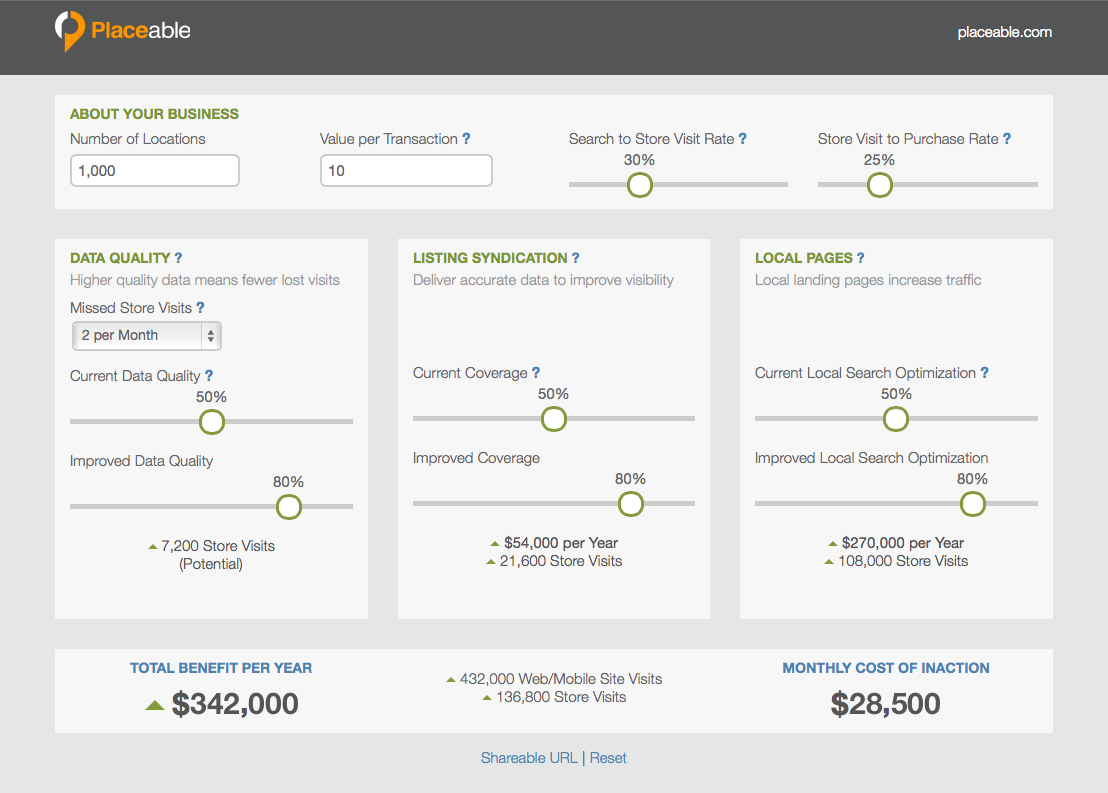 Placeable
placeable.com
ABOUT YOUR BUSINESS
Number of Locations
1,000
Value per Transaction ?
10
Search to Store Visit Rate ?
30%
Store Visit to Purchase Rate ?
25%
DATA QUALITY ?
Higher quality data means fewer lost visits
Missed Store Visits ?
2 per Month
Current Data Quality ?
50%
Improved Data Quality
80%
7,200 Store Visits
(Potential)
LISTING SYNDICATION ?
Deliver accurate data to improve visibility
Current Coverage ?
50%
Improved Coverage
80%
$54,000 per Year
21,600 Store Visits
LOCAL PAGES ?
Local landing pages increase traffic
Current Local Search Optimization ?
50%
Improved Local Search Optimization
80%
$270,000 per Year
108,000 Store Visits
TOTAL BENEFIT PER YEAR
$342,000
432,000 Web/Mobile Site Visits
136,800 Store Visits
MONTHLY COST OF INACTION
$28,500
Shareable URL | Reset